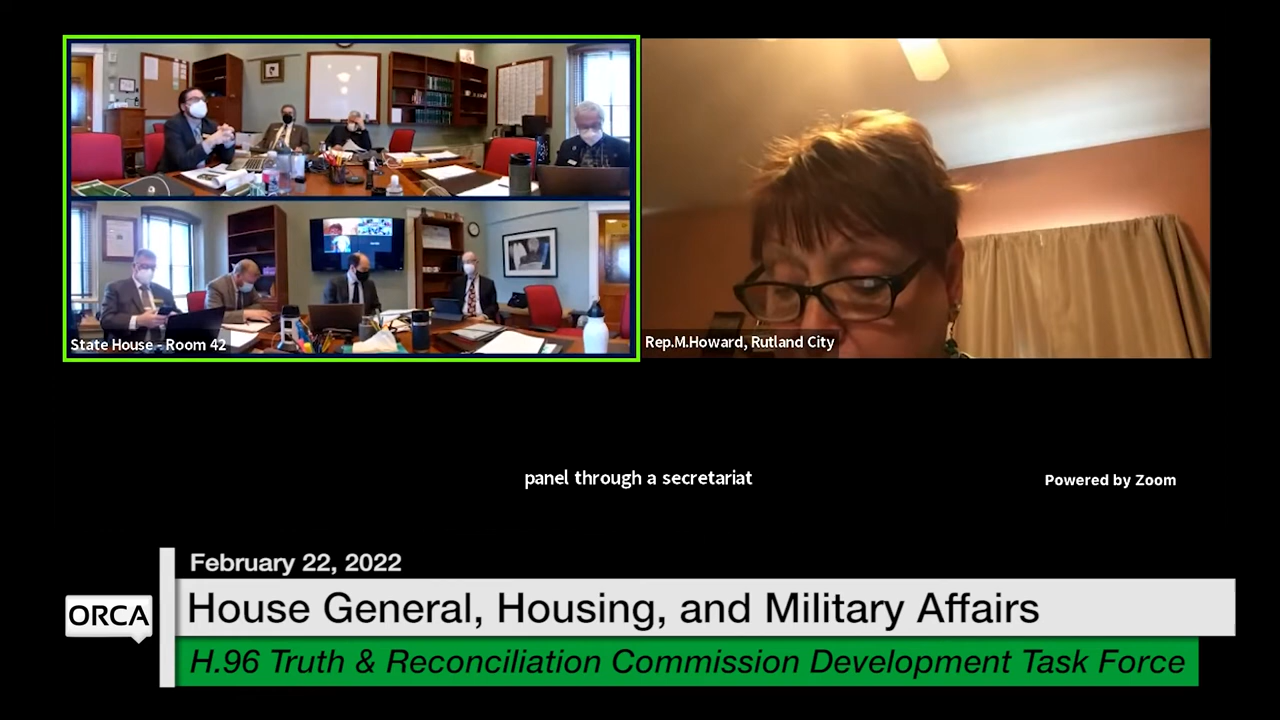 State House - Room 42
Rep.M.Howard, Rutland City
panel through a secretariat
Powered by Zoom
February 22, 2022
ORCA
House General, Housing, and Military Affairs
H.96 Truth & Reconciliation Commission Development Task Force